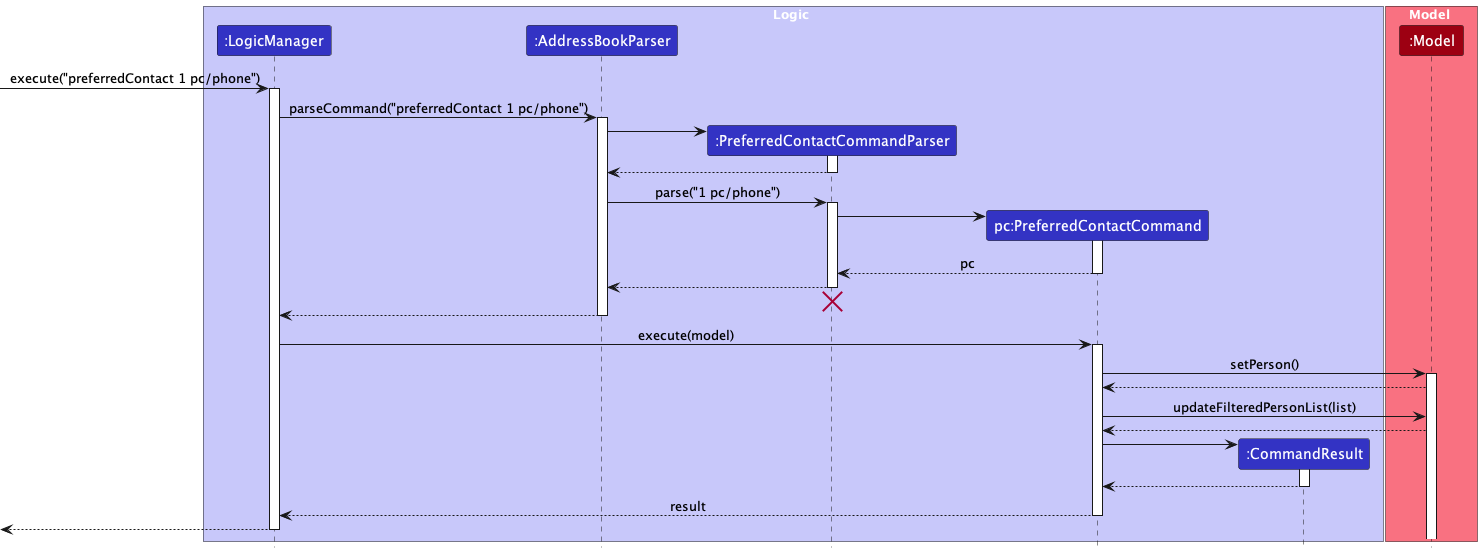 Logic
Model
:LogicManager
:AddressBookParser
:Model
execute("preferredContact 1 pc/phone")
parseCommand("preferredContact 1 pc/phone")
:PreferredContactCommandParser
parse("1 pc/phone")
pc:PreferredContactCommand
pc
execute(model)
setPerson()
updateFilteredPersonList(list)
:CommandResult
result